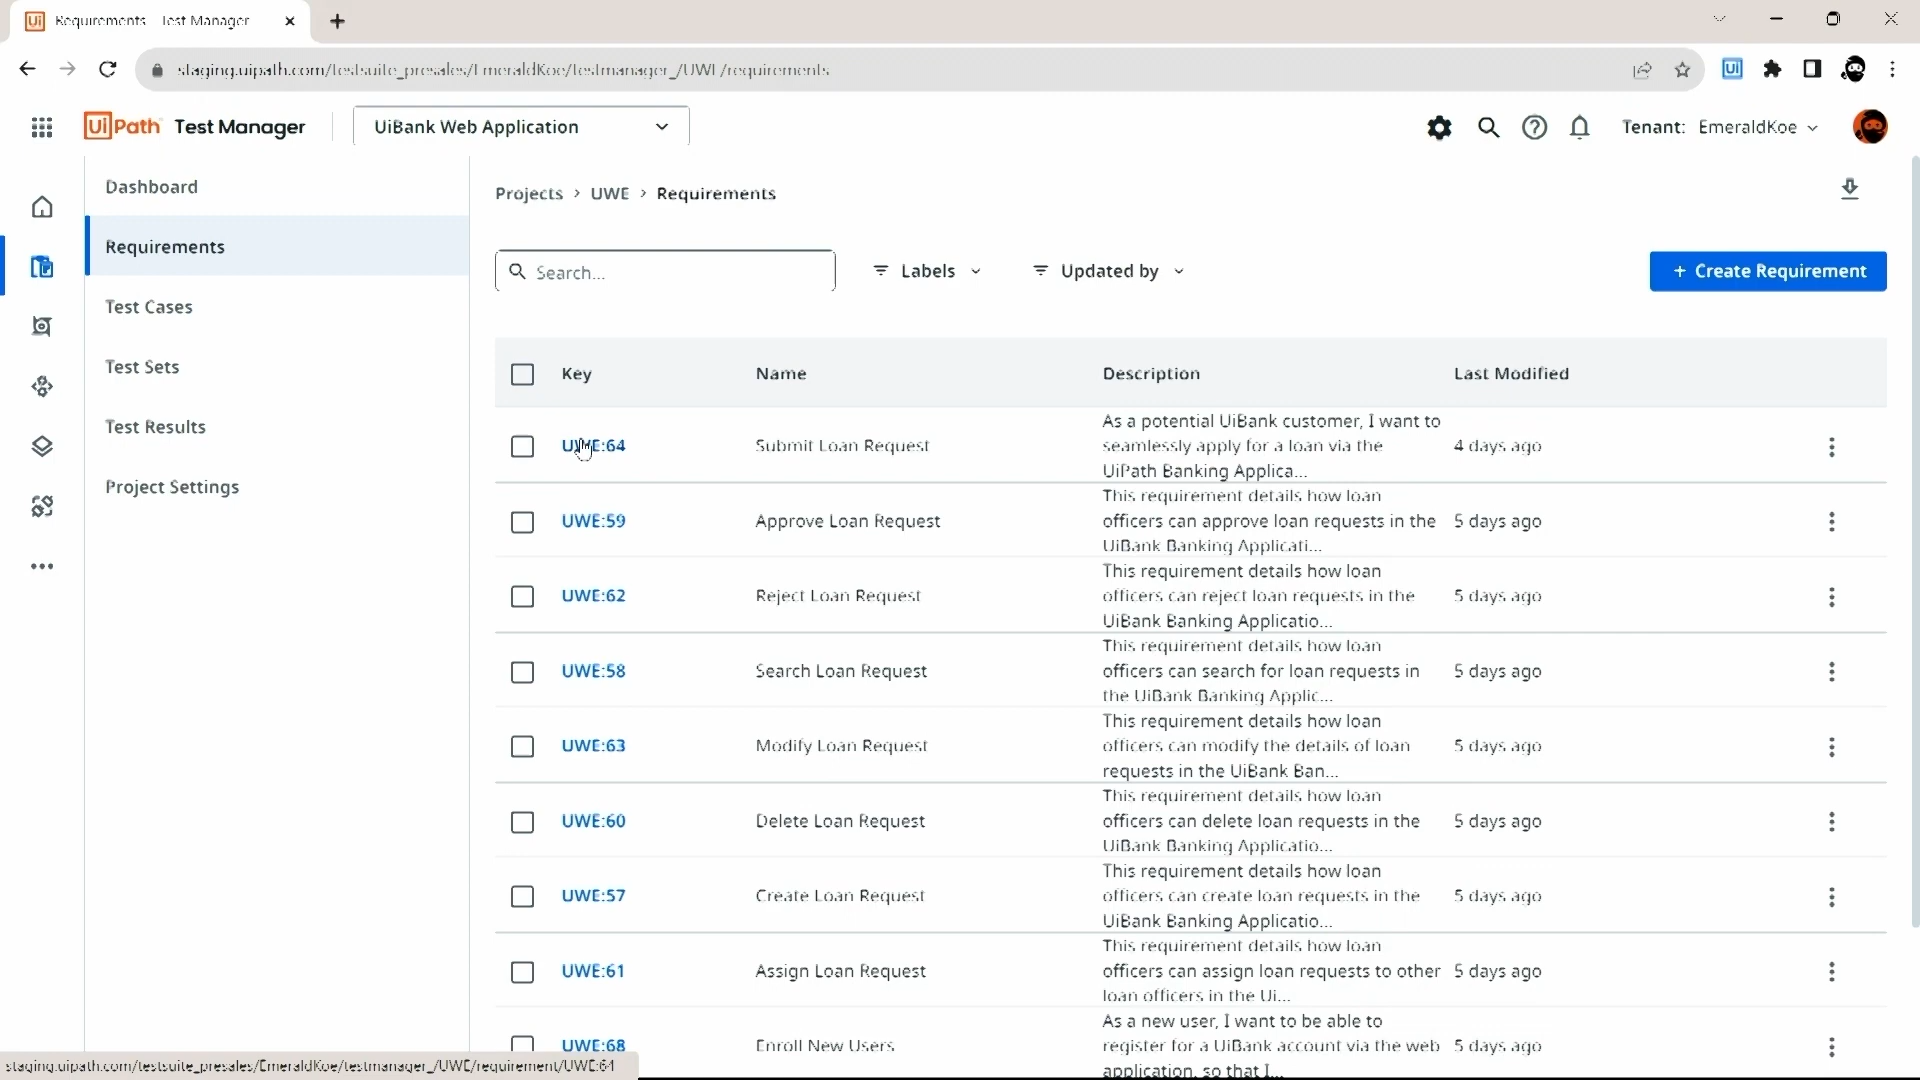 Requirements - Test Manager
staging.uipath.com/testsuite_presales/EmeraldKoe/testmanager_/UWE/requirements
UiPath Test Manager
UiBank Web Application
Tenant: EmeraldKoe
Dashboard
Requirements
Test Cases
Test Sets
Test Results
Project Settings
Projects > UWE > Requirements
Search...
Labels
Updated by
+ Create Requirement
Key Name Description Last Modified
UWE:64 Submit Loan Request As a potential UiBank customer, I want to
seamlessly apply for a loan via the
UiPath Banking Applica... 4 days ago
UWE:59 Approve Loan Request This requirement details how loan
officers can approve loan requests in the
UiBank Banking Applicati... 5 days ago
UWE:62 Reject Loan Request This requirement details how loan
officers can reject loan requests in the
UiBank Banking Applicatio... 5 days ago
UWE:58 Search Loan Request This requirement details how loan
officers can search for loan requests in
the UiBank Banking Applic... 5 days ago
UWE:63 Modify Loan Request This requirement details how loan
officers can modify the details of loan
requests in the UiBank Ban... 5 days ago
UWE:60 Delete Loan Request This requirement details how loan
officers can delete loan requests in the
UiBank Banking Applicatio... 5 days ago
UWE:57 Create Loan Request This requirement details how loan
officers can create loan requests in the
UiBank Banking Applicatio... 5 days ago
UWE:61 Assign Loan Request This requirement details how loan
officers can assign loan requests to other
loan officers in the Ui... 5 days ago
UWE:68 Enroll New Users As a new user, I want to be able to
register for a UiBank account via the web
application, so that I... 5 days ago
staging.uipath.com/testsuite_presales/EmeraldKoe/testmanager_/UWE/requirement/UWE:64